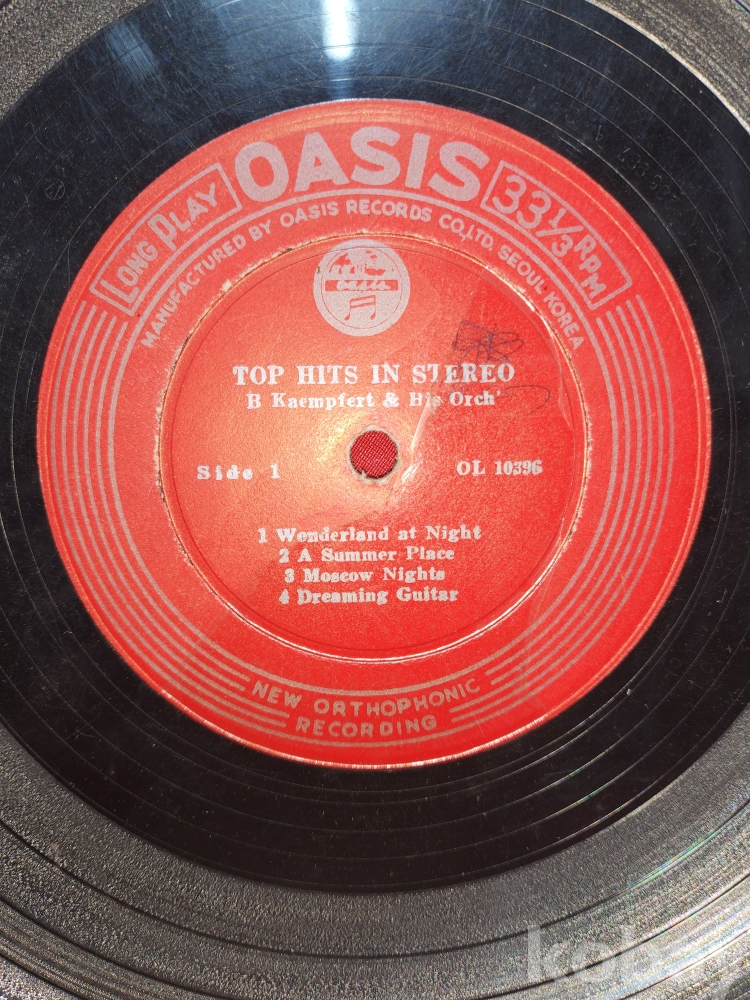 OASIS
LONG PLAY
33 1/3 RPM
MANUFACTURED BY OASIS RECORDS CO,LTD. SEOUL KOREA
OASIS
TOP HITS IN STEREO
B Kaempfert & His Orch'
Side 1
OL 10396
1 Wonderland at Night
2 A Summer Place
3 Moscow Nights
4 Dreaming Guitar
NEW ORTHOPHONIC
RECORDING